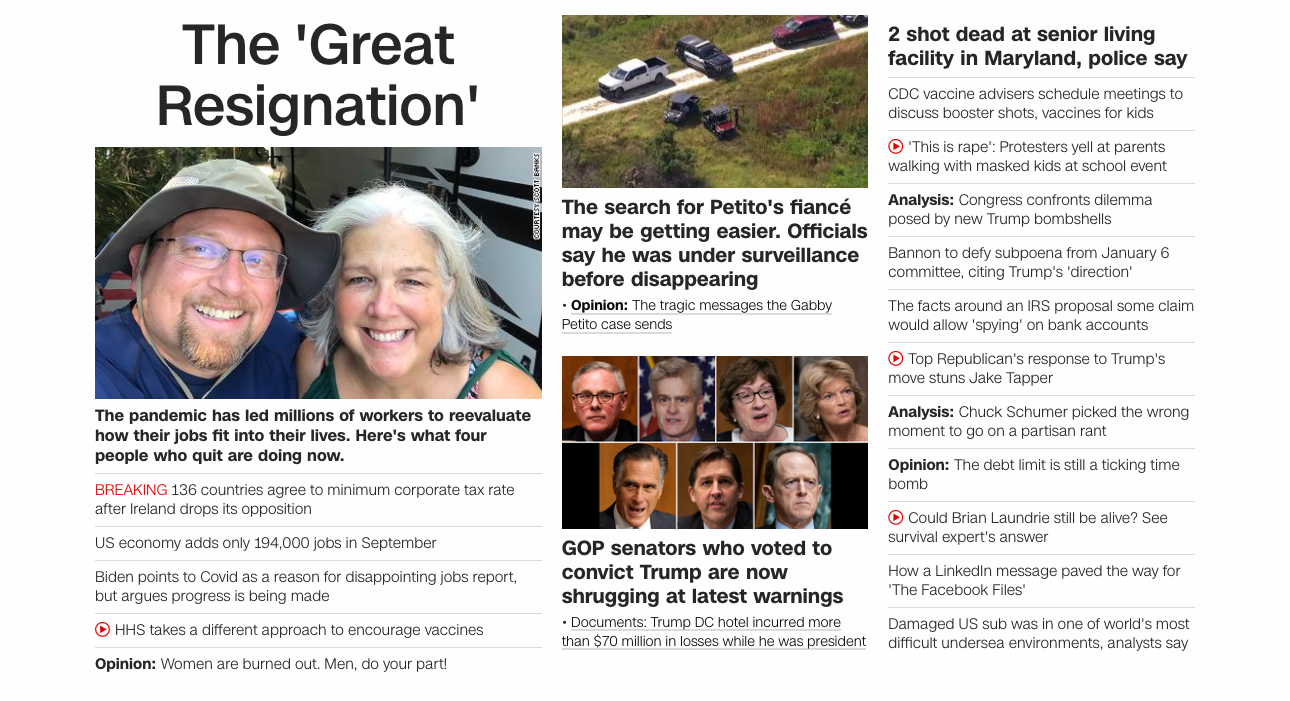 The 'Great
Resignation'
COURTESY SCOTT BANKS
The pandemic has led millions of workers to reevaluate
how their jobs fit into their lives. Here's what four
people who quit are doing now.
BREAKING 136 countries agree to minimum corporate tax rate
after Ireland drops its opposition
US economy adds only 194,000 jobs in September
Biden points to Covid as a reason for disappointing jobs report,
but argues progress is being made
HHS takes a different approach to encourage vaccines
Opinion: Women are burned out. Men, do your part!
The search for Petito's fiancé
may be getting easier. Officials
say he was under surveillance
before disappearing
• Opinion: The tragic messages the Gabby
Petito case sends
GOP senators who voted to
convict Trump are now
shrugging at latest warnings
• Documents: Trump DC hotel incurred more
than $70 million in losses while he was president
2 shot dead at senior living
facility in Maryland, police say
CDC vaccine advisers schedule meetings to
discuss booster shots, vaccines for kids
'This is rape': Protesters yell at parents
walking with masked kids at school event
Analysis: Congress confronts dilemma
posed by new Trump bombshells
Bannon to defy subpoena from January 6
committee, citing Trump's 'direction'
The facts around an IRS proposal some claim
would allow 'spying' on bank accounts
Top Republican's response to Trump's
move stuns Jake Tapper
Analysis: Chuck Schumer picked the wrong
moment to go on a partisan rant
Opinion: The debt limit is still a ticking time
bomb
Could Brian Laundrie still be alive? See
survival expert's answer
How a LinkedIn message paved the way for
'The Facebook Files'
Damaged US sub was in one of world's most
difficult undersea environments, analysts say